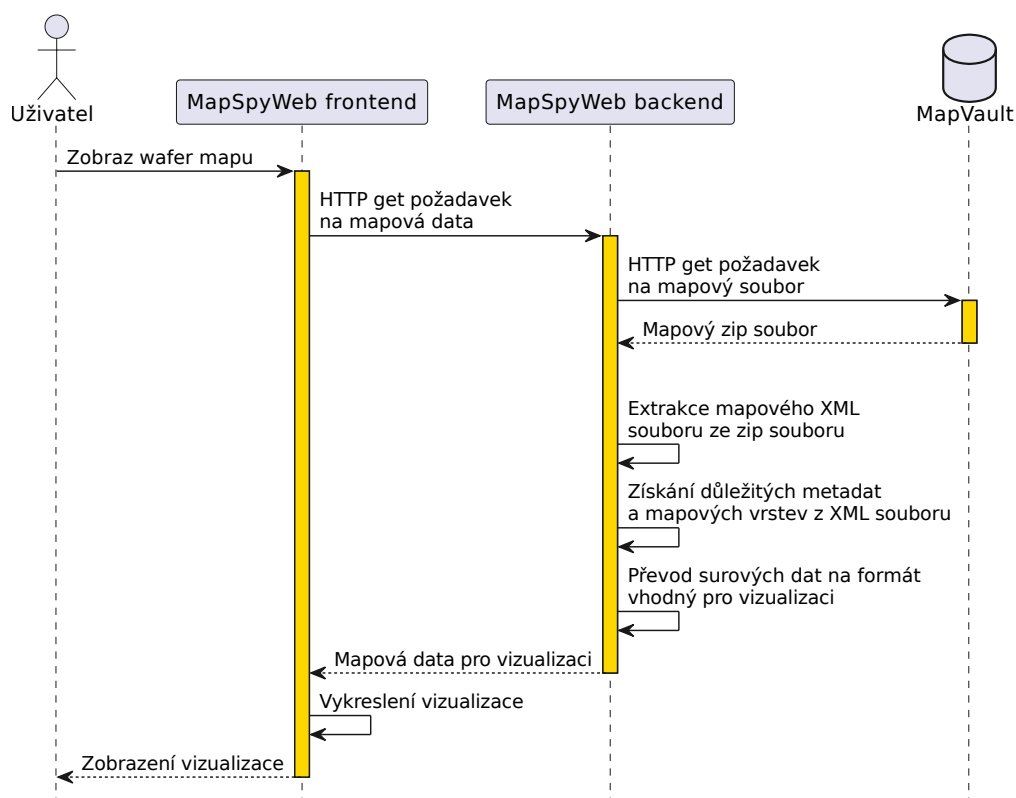 Uživatel
MapSpyWeb frontend
MapSpyWeb backend
MapVault
Zobraz wafer mapu
HTTP get požadavek
na mapová data
HTTP get požadavek
na mapový soubor
Mapový zip soubor
Extrakce mapového XML
souboru ze zip souboru
Získání důležitých metadat
a mapových vrstev z XML souboru
Převod surových dat na formát
vhodný pro vizualizaci
Mapová data pro vizualizaci
Vykreslení vizualizace
Zobrazení vizualizace